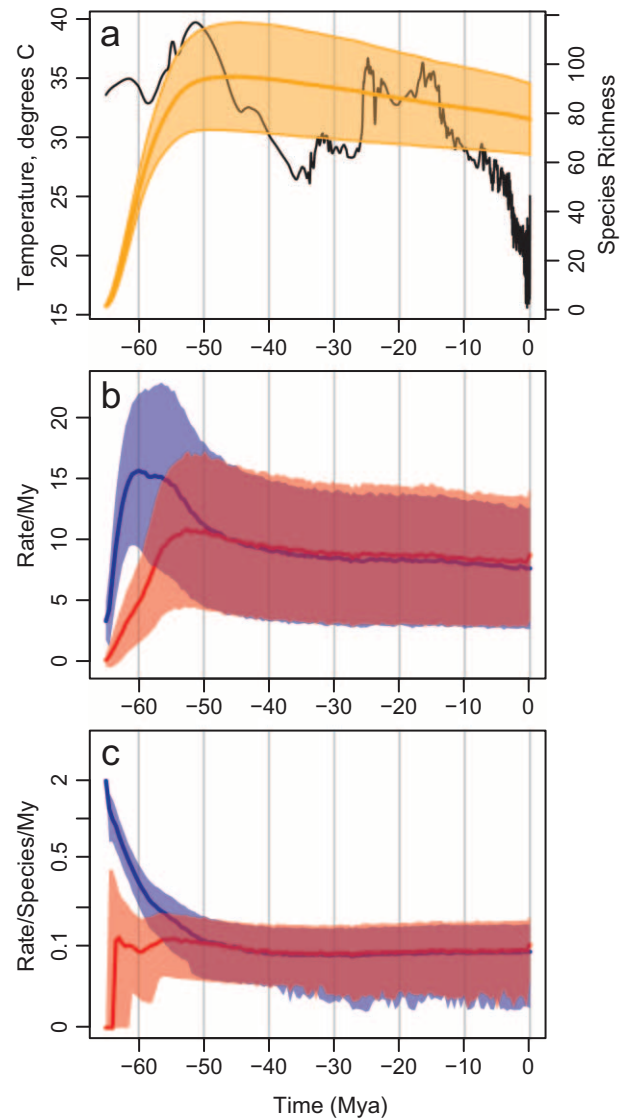 a
Temperature, degrees C
40
35
30
25
20
15
Species Richness
100
80
60
40
20
0
−60 −50 −40 −30 −20 −10 0
b
Rate/My
20
15
10
5
0
−60 −50 −40 −30 −20 −10 0
c
Rate/Species/My
2
0.5
0.1
0
−60 −50 −40 −30 −20 −10 0
Time (Mya)